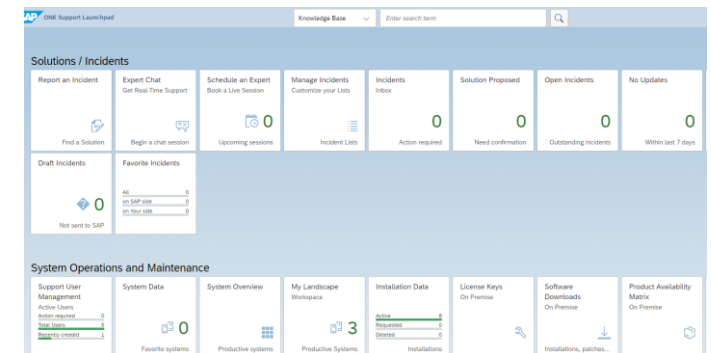 SAP ONE Support Launchpad
Knowledge Base
Enter search term
Solutions / Incidents
Report an Incident
Find a Solution
Expert Chat
Get Real-Time Support
Begin a chat session
Schedule an Expert
Book a Live Session
0
Upcoming sessions
Manage Incidents
Customize your Lists
Incident Lists
Incidents
Inbox
0
Action required
Solution Proposed
0
Need confirmation
Open Incidents
0
Outstanding incidents
No Updates
0
Within last 7 days
Draft Incidents
0
Not sent to SAP
Favorite Incidents
All 0
on SAP side 0
on Your side 0
System Operations and Maintenance
Support User
Management
Active Users
Action required 0
Total Users 5
Recently created 1
System Data
0
Favorite systems
System Overview
Productive systems
My Landscape
Workspace
3
Productive Systems
Installation Data
Active 8
Requested 0
Deleted 0
Installations
License Keys
On Premise
Software
Downloads
On Premise
Installations, patches...
Product Availability
Matrix
On Premise